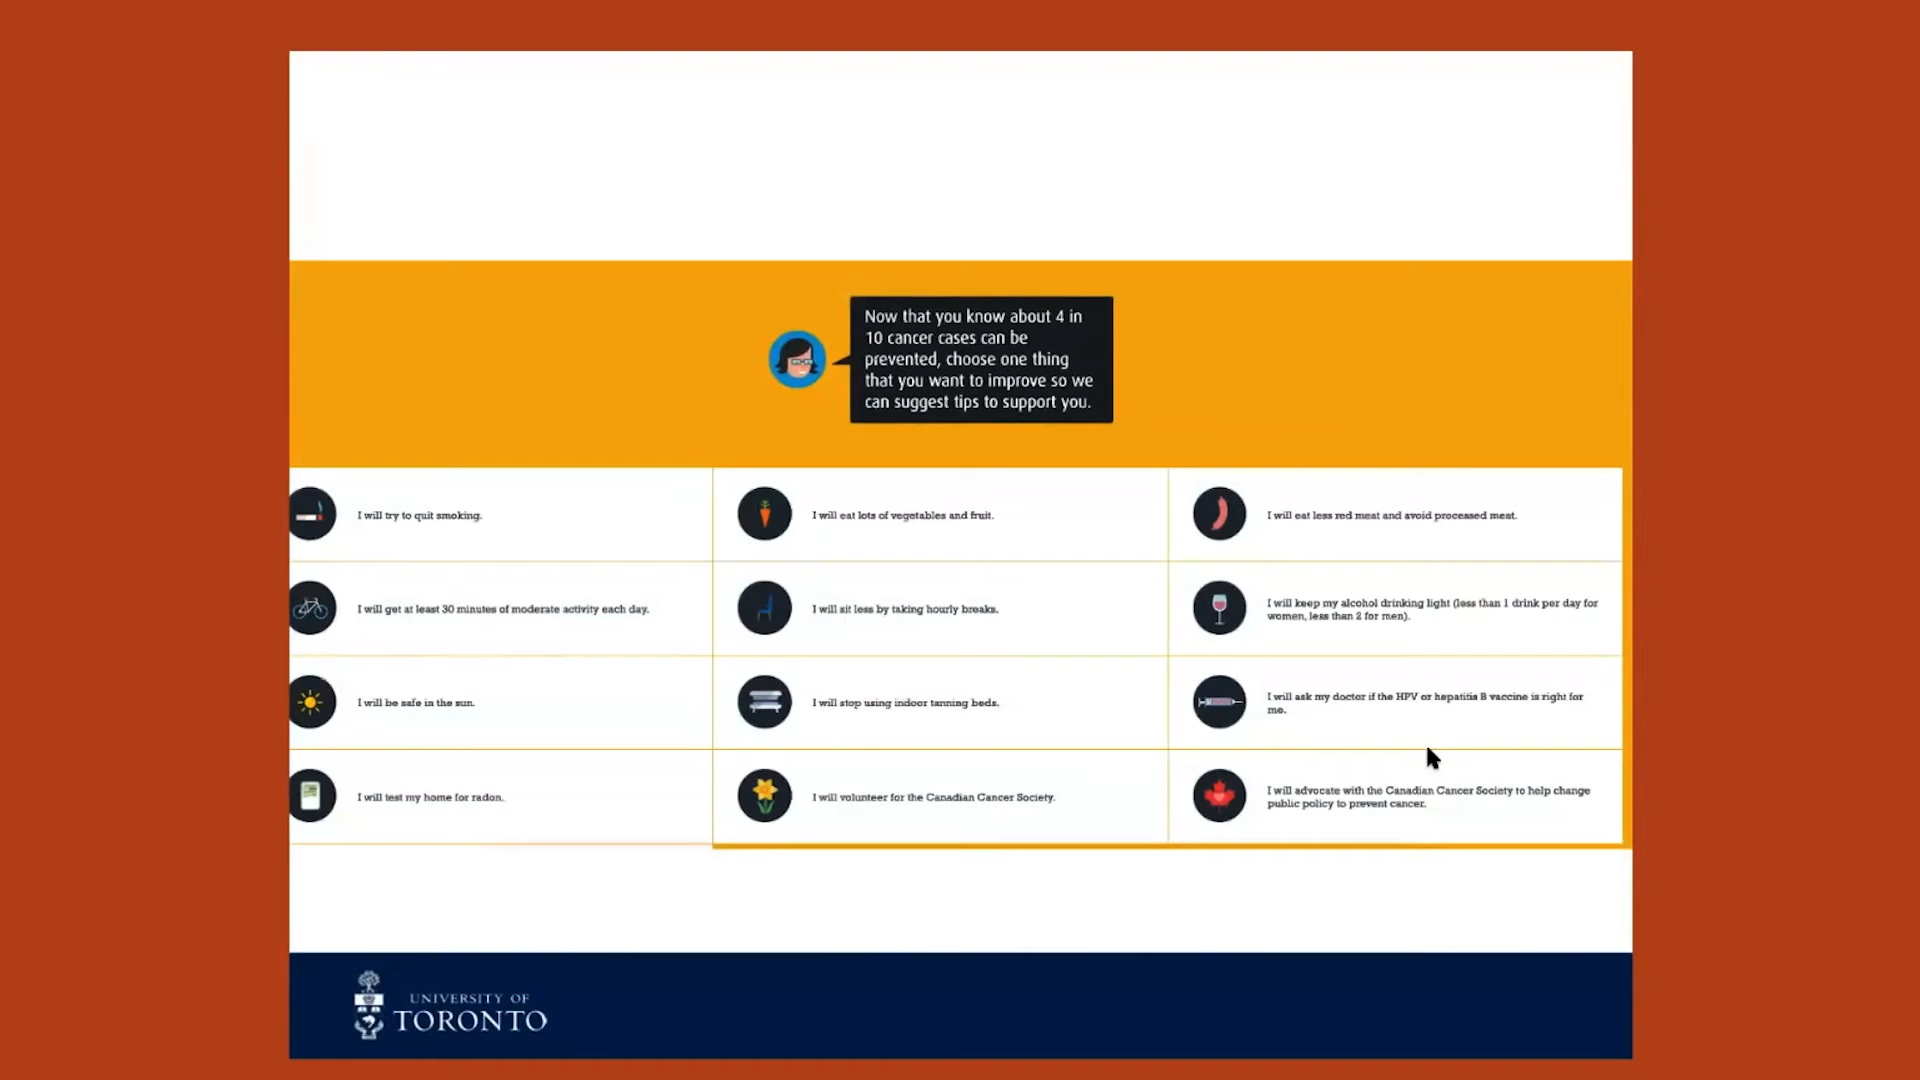 Now that you know about 4 in
10 cancer cases can be
prevented, choose one thing
that you want to improve so we
can suggest tips to support you.
I will try to quit smoking.
I will eat lots of vegetables and fruit.
I will eat less red meat and avoid processed meat.
I will get at least 30 minutes of moderate activity each day.
I will sit less by taking hourly breaks.
I will keep my alcohol drinking light (less than 1 drink per day for
women, less than 2 for men).
I will be safe in the sun.
I will stop using indoor tanning beds.
I will ask my doctor if the HPV or hepatitis B vaccine is right for
me.
I will test my home for radon.
I will volunteer for the Canadian Cancer Society.
I will advocate with the Canadian Cancer Society to help change
public policy to prevent cancer.
UNIVERSITY OF
TORONTO